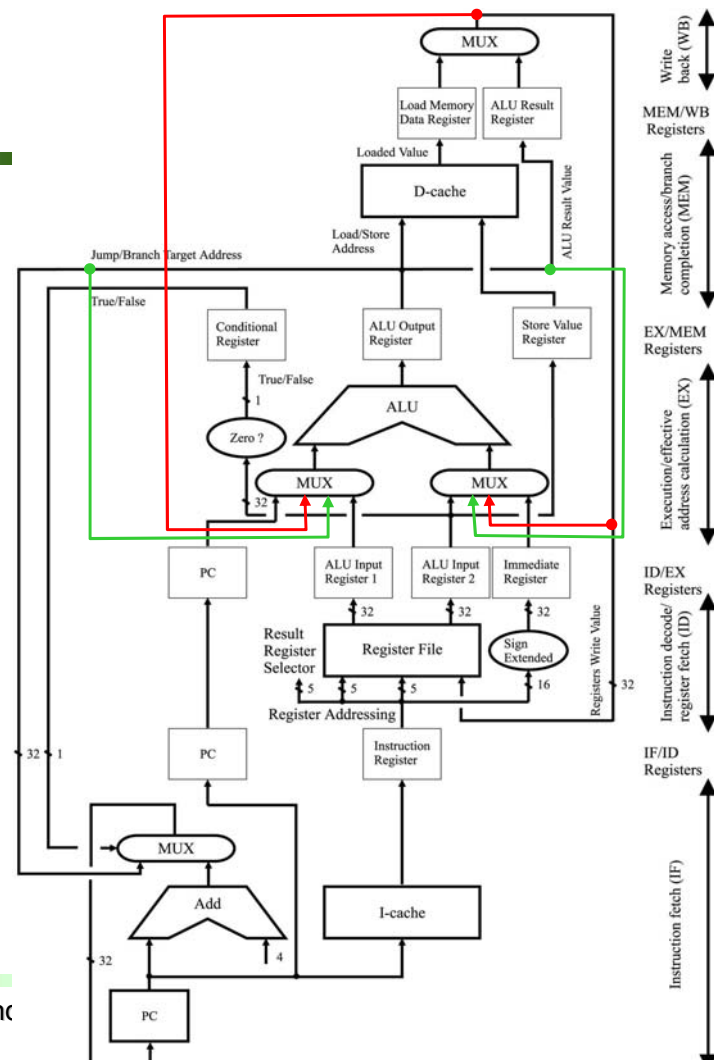 MUX
Write
back (WB)
Load Memory
Data Register
ALU Result
Register
MEM/WB
Registers
Loaded Value
D-cache
Load/Store
Address
ALU Result Value
Memory access/branch
completion (MEM)
Jump/Branch Target Address
True/False
Conditional
Register
ALU Output
Register
Store Value
Register
EX/MEM
Registers
True/False
1
ALU
Zero ?
Execution/effective
address calculation (EX)
MUX
MUX
32
PC
ALU Input
Register 1
ALU Input
Register 2
Immediate
Register
ID/EX
Registers
32
32
32
Result
Register
Selector
Register File
Sign
Extended
Registers Write Value
Instruction decode/
register fetch (ID)
5
5
5
16
32
Register Addressing
PC
Instruction
Register
IF/ID
Registers
32
1
MUX
Add
I-cache
Instruction fetch (IF)
4
32
PC